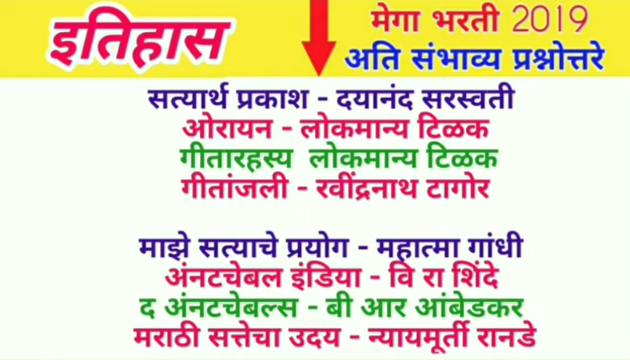 इतिहास
मेगा भरती 2019
अति संभाव्य प्रश्नोत्तरे
सत्यार्थ प्रकाश - दयानंद सरस्वती
ओरायन - लोकमान्य टिळक
गीतारहस्य लोकमान्य टिळक
गीतांजली - रवींद्रनाथ टागोर
माझे सत्याचे प्रयोग - महात्मा गांधी
अंनटचेबल इंडिया - वि रा शिंदे
द अंनटचेबल्स - बी आर आंबेडकर
मराठी सत्तेचा उदय - न्यायमूर्ती रानडे